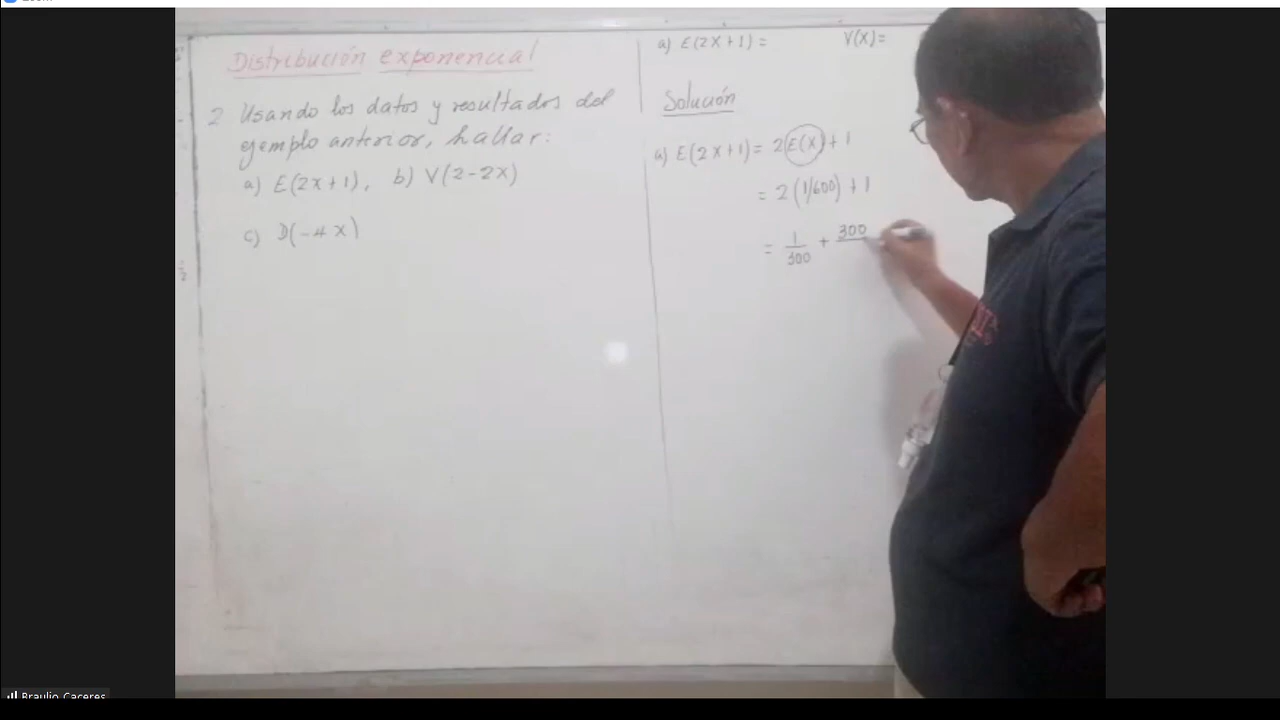 Distribución exponencial
2 Usando los datos y resultados del
ejemplo anterior, hallar:
a) E(2x+1), b) V(2-2x)
c) D(-4x)
a) E(2X+1)= V(X)=
Solución
a) E(2X+1)= 2E(X)+1
= 2(1/600)+1
= 1/300 + 300
Braulio Caceres